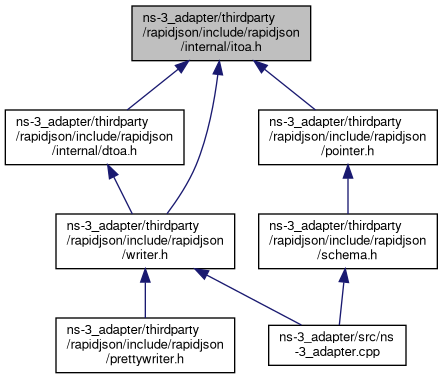 ns-3_adapter/thirdparty
/rapidjson/include/rapidjson
/internal/itoa.h
ns-3_adapter/thirdparty
/rapidjson/include/rapidjson
/internal/dtoa.h
ns-3_adapter/thirdparty
/rapidjson/include/rapidjson
/pointer.h
ns-3_adapter/thirdparty
/rapidjson/include/rapidjson
/writer.h
ns-3_adapter/thirdparty
/rapidjson/include/rapidjson
/schema.h
ns-3_adapter/thirdparty
/rapidjson/include/rapidjson
/prettywriter.h
ns-3_adapter/src/ns
-3_adapter.cpp